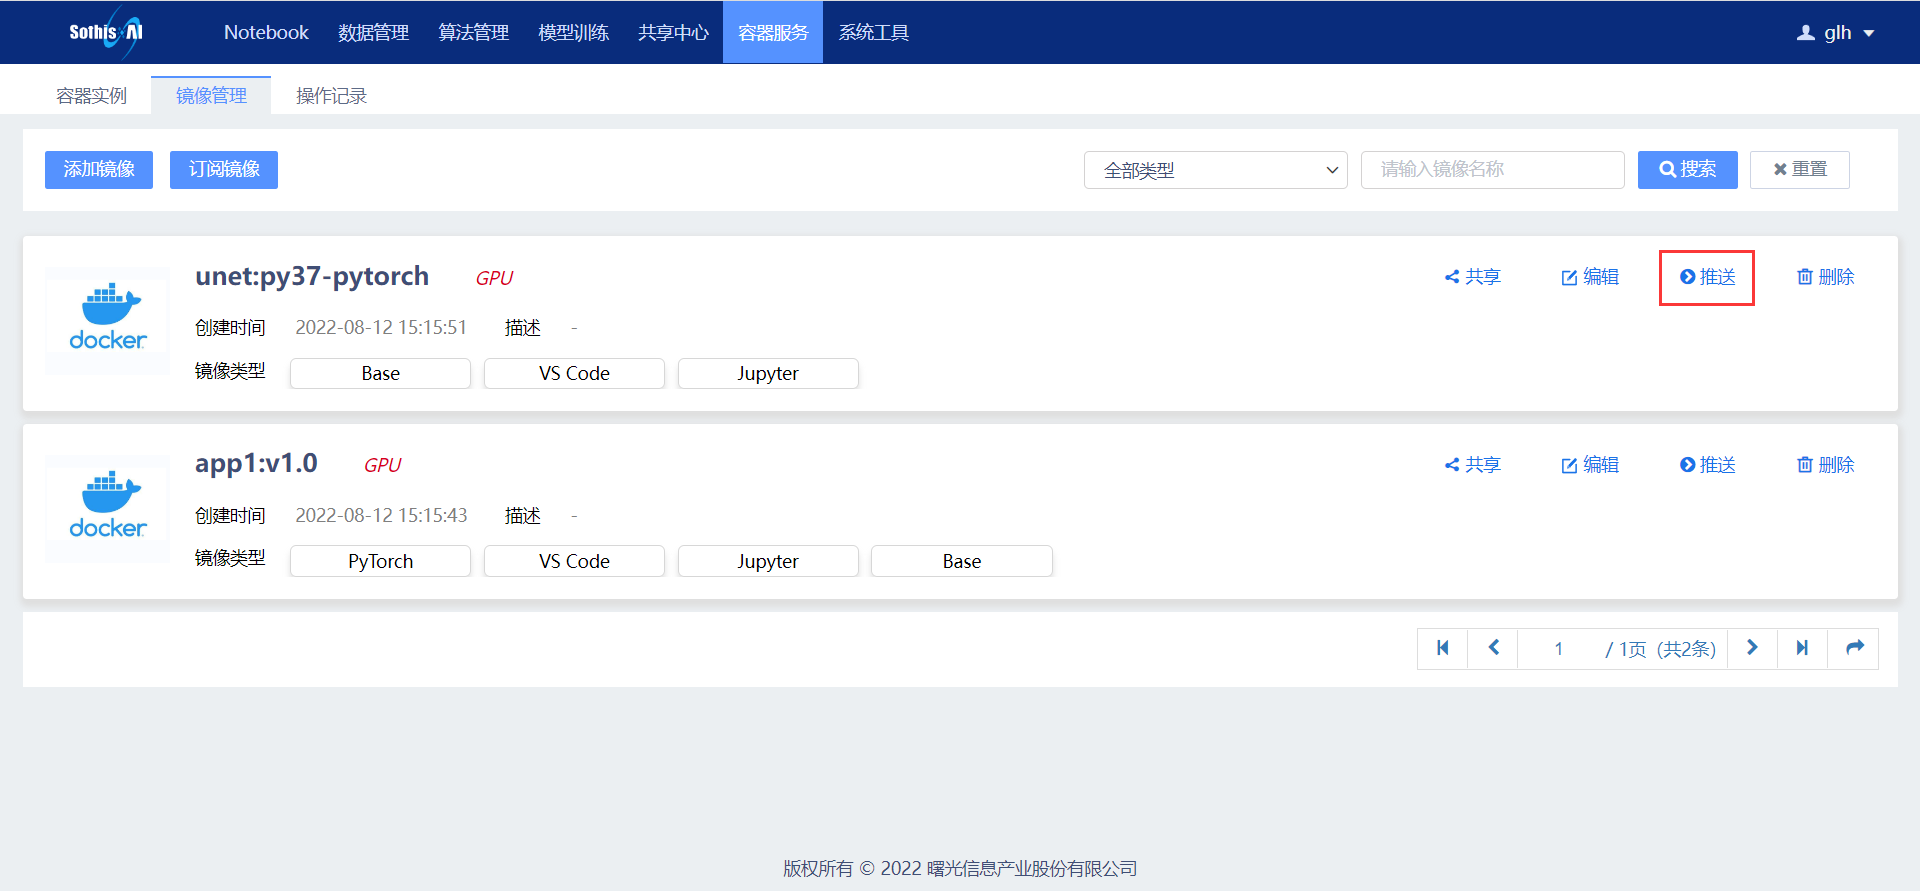 SothisAI Notebook 数据管理 算法管理 模型训练 共享中心 容器服务 系统工具 glh
容器实例 镜像管理 操作记录
添加镜像 订阅镜像 全部类型 请输入镜像名称 搜索 重置
unet:py37-pytorch GPU 共享 编辑 推送 删除
创建时间 2022-08-12 15:15:51 描述 -
镜像类型 Base VS Code Jupyter
docker
app1:v1.0 GPU 共享 编辑 推送 删除
创建时间 2022-08-12 15:15:43 描述 -
镜像类型 PyTorch VS Code Jupyter Base
docker
1 / 1页 (共2条)
版权所有 © 2022 曙光信息产业股份有限公司